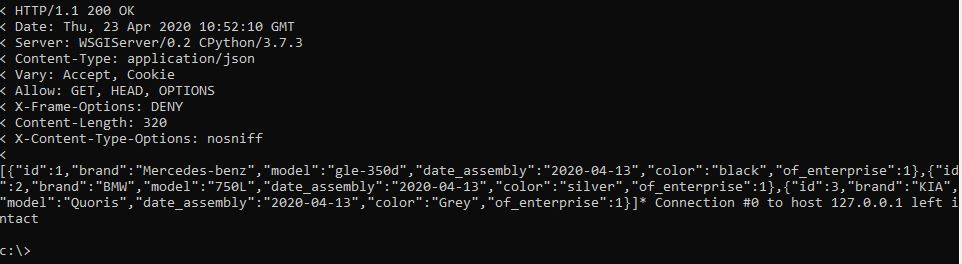 < HTTP/1.1 200 OK
< Date: Thu, 23 Apr 2020 10:52:10 GMT
< Server: WSGIServer/0.2 CPython/3.7.3
< Content-Type: application/json
< Vary: Accept, Cookie
< Allow: GET, HEAD, OPTIONS
< X-Frame-Options: DENY
< Content-Length: 320
< X-Content-Type-Options: nosniff
<
[{"id":1,"brand":"Mercedes-benz","model":"gle-350d","date_assembly":"2020-04-13","color":"black","of_enterprise":1},{"id
":2,"brand":"BMW","model":"750L","date_assembly":"2020-04-13","color":"silver","of_enterprise":1},{"id":3,"brand":"KIA",
"model":"Quoris","date_assembly":"2020-04-13","color":"Grey","of_enterprise":1}]* Connection #0 to host 127.0.0.1 left i
ntact
c:\>